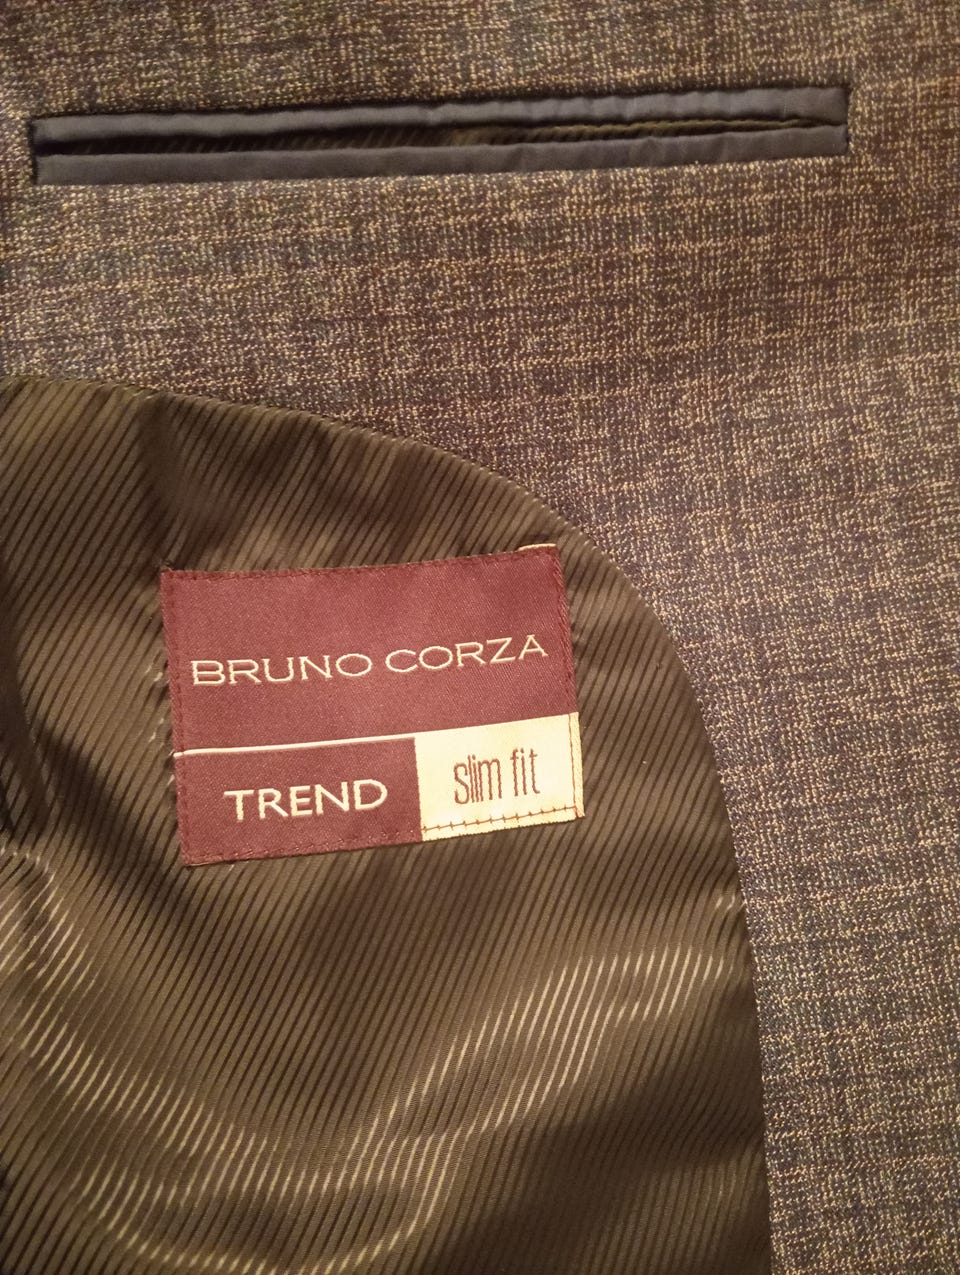 BRUNO CORZA
TREND
slim fit